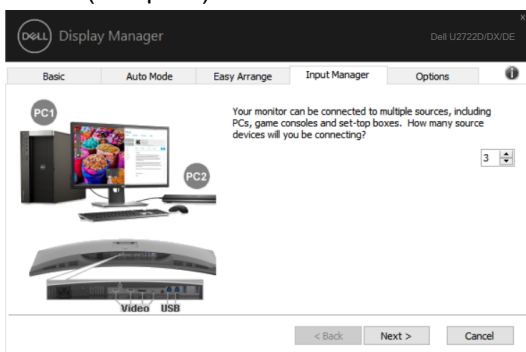 DELL Display Manager
Dell U2722D/DX/DE
x
Basic
Auto Mode
Easy Arrange
Input Manager
Options
i
PC1
PC2
Your monitor can be connected to multiple sources, including
PCs, game consoles and set-top boxes. How many source
devices will you be connecting?
3
Video USB
< Back
Next >
Cancel